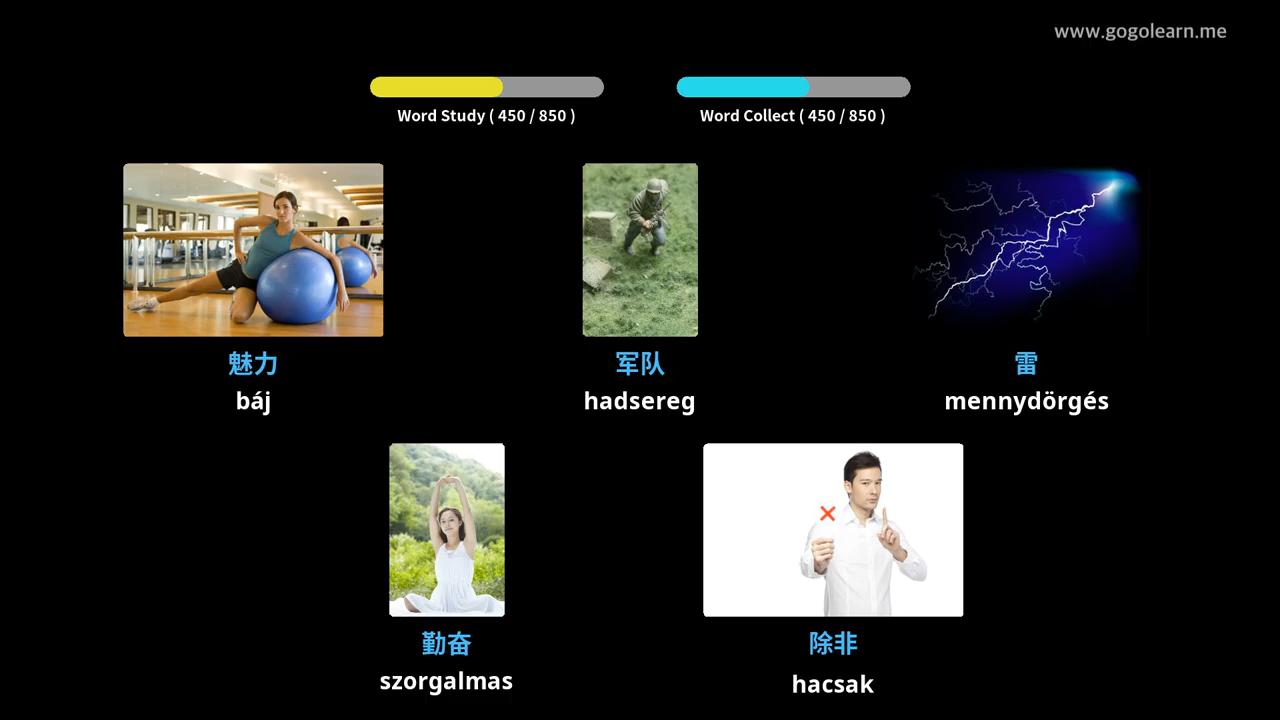 www.gogolearn.me
Word Study ( 450 / 850 )
Word Collect ( 450 / 850 )
魅力
báj
军队
hadsereg
雷
mennydörgés
勤奋
szorgalmas
除非
hacsak